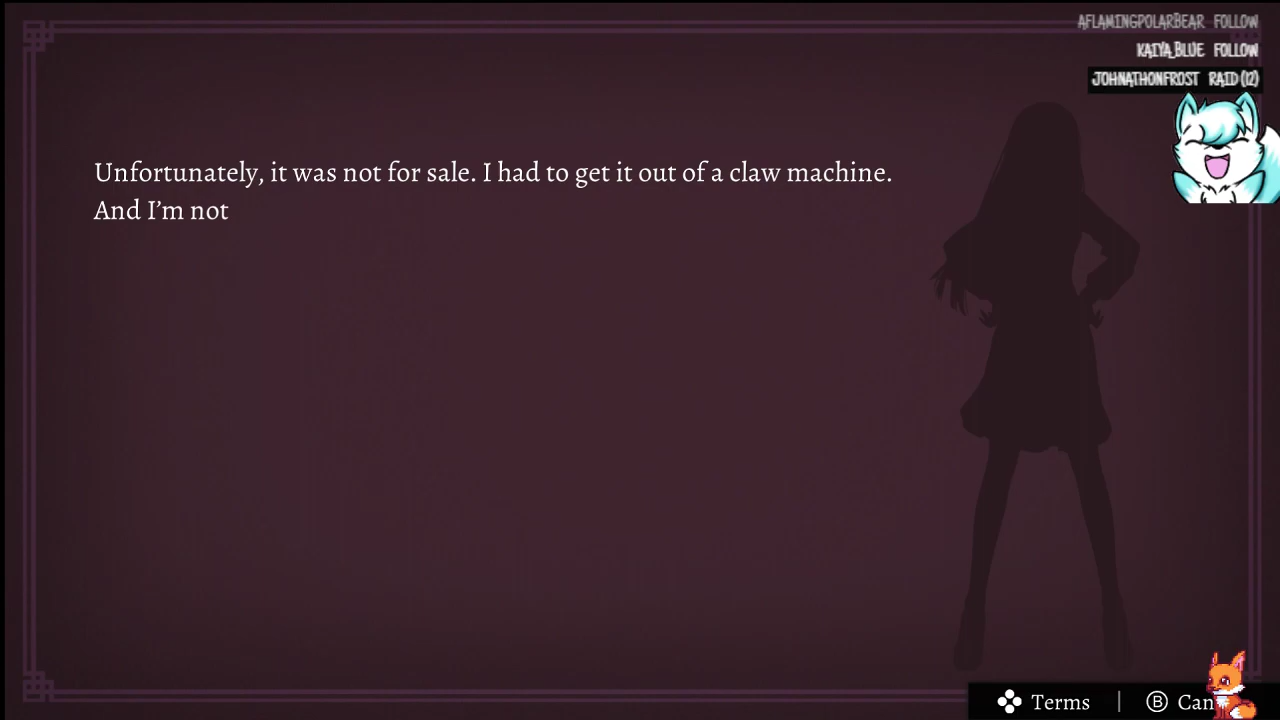 AFLAMINGPOLARBEAR FOLLOW
KAIYA_BLUE FOLLOW
JOHNATHONFROST RAID (12)
Unfortunately, it was not for sale. I had to get it out of a claw machine.
And I’m not
Terms | B Can